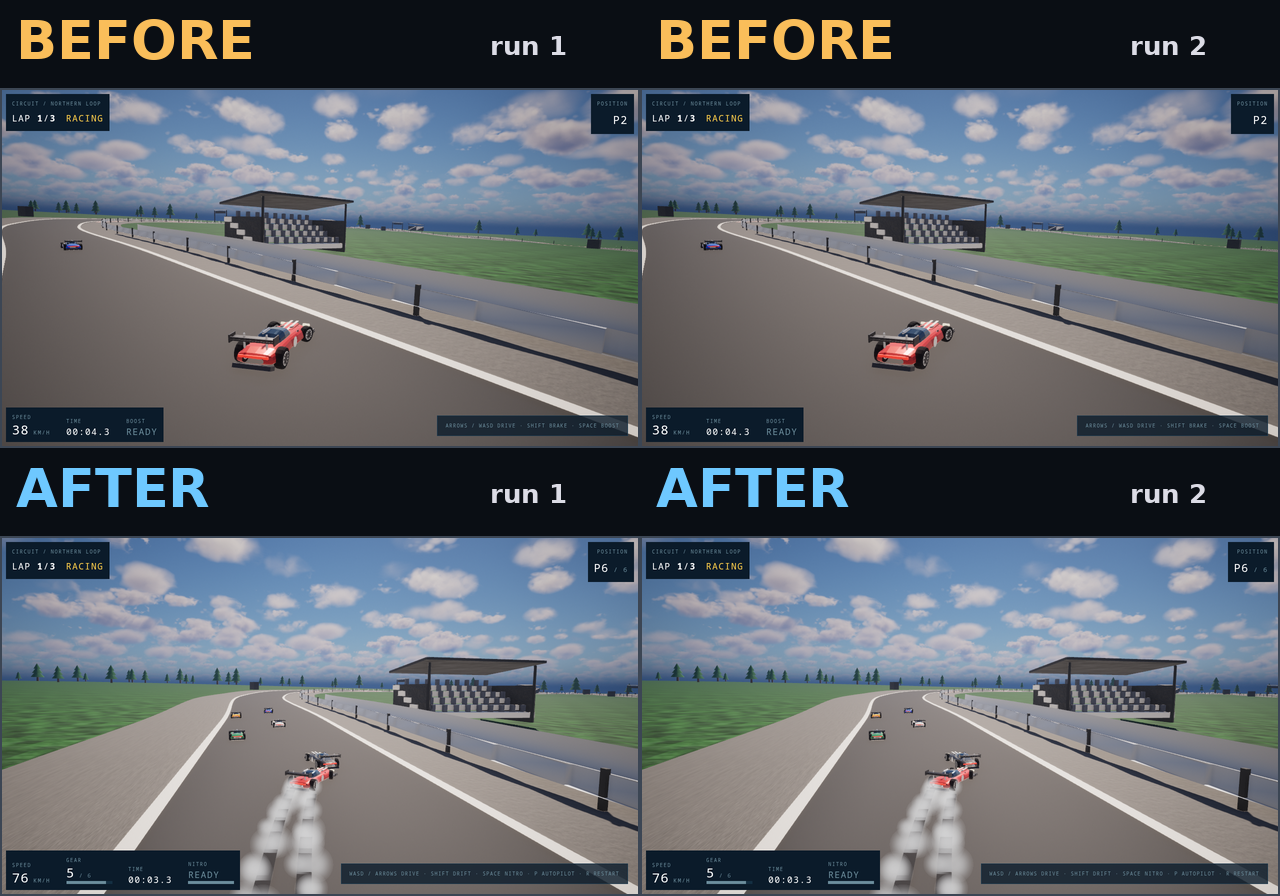 BEFORE run 1
CIRCUIT / NORTHERN LOOP
LAP 1/3 RACING
POSITION
P2
SPEED TIME BOOST
38 KM/H 00:04.3 READY
ARROWS / WASD DRIVE · SHIFT BRAKE · SPACE BOOST
BEFORE run 2
CIRCUIT / NORTHERN LOOP
LAP 1/3 RACING
POSITION
P2
SPEED TIME BOOST
38 KM/H 00:04.3 READY
ARROWS / WASD DRIVE · SHIFT BRAKE · SPACE BOOST
AFTER run 1
CIRCUIT / NORTHERN LOOP
LAP 1/3 RACING
POSITION
P6 / 6
SPEED GEAR TIME NITRO
76 KM/H 5 / 6 00:03.3 READY
WASD / ARROWS DRIVE · SHIFT DRIFT · SPACE NITRO · P AUTOPILOT · R RESTART
AFTER run 2
CIRCUIT / NORTHERN LOOP
LAP 1/3 RACING
POSITION
P6 / 6
SPEED GEAR TIME NITRO
76 KM/H 5 / 6 00:03.3 READY
WASD / ARROWS DRIVE · SHIFT DRIFT · SPACE NITRO · P AUTOPILOT · R RESTART